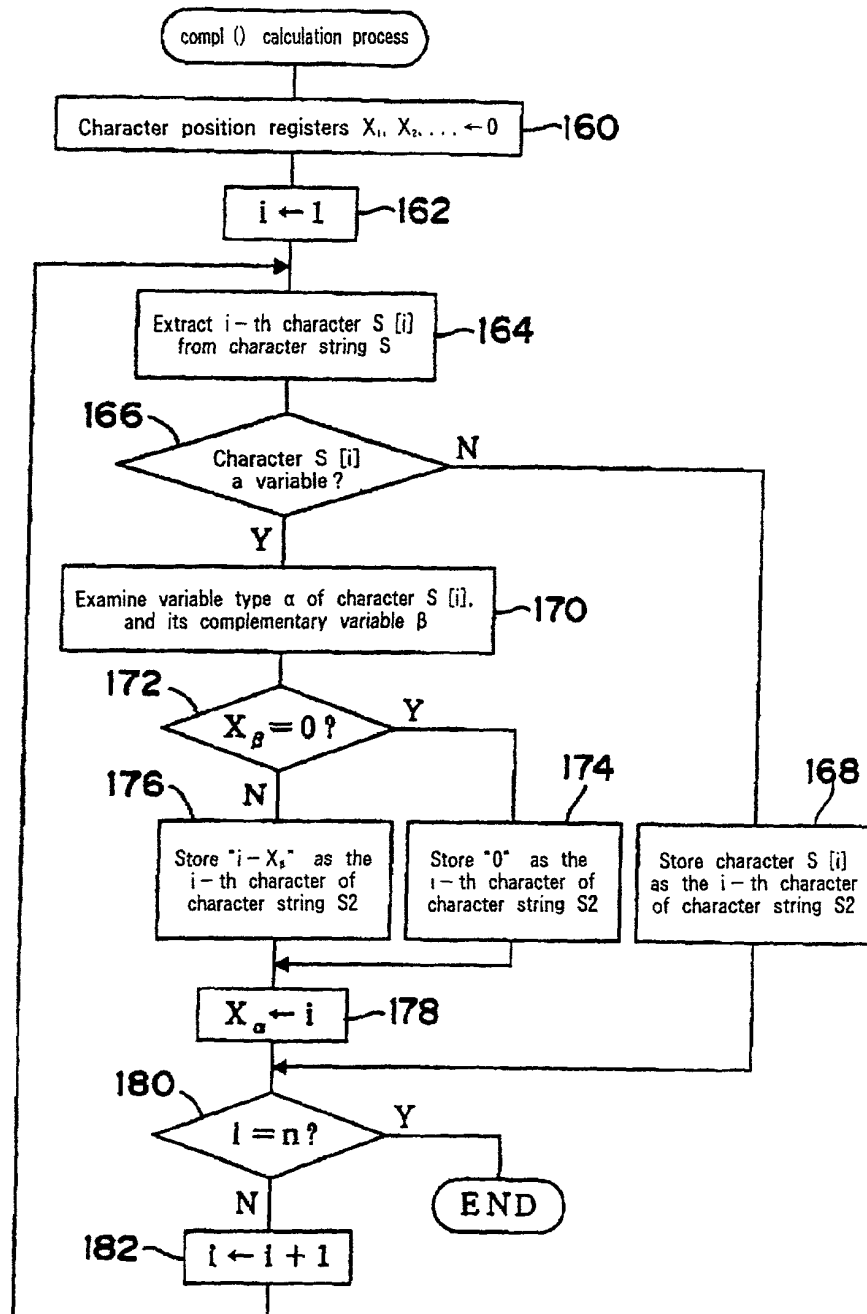 compl () calculation process
Character position registers X₁, X₂, . . . ← 0
160
i ← 1
162
Extract i-th character S [i]
from character string S
164
166
Character S [i]
a variable?
N
Y
Examine variable type α of character S [i],
and its complementary variable β
170
172
X_β = 0?
Y
N
176
174
168
Store "i - X_β" as the
i-th character of
character string S2
Store "0" as the
i-th character of
character string S2
Store character S [i]
as the i-th character
of character string S2
X_α ← i
178
180
i = n?
Y
N
END
182
i ← i + 1